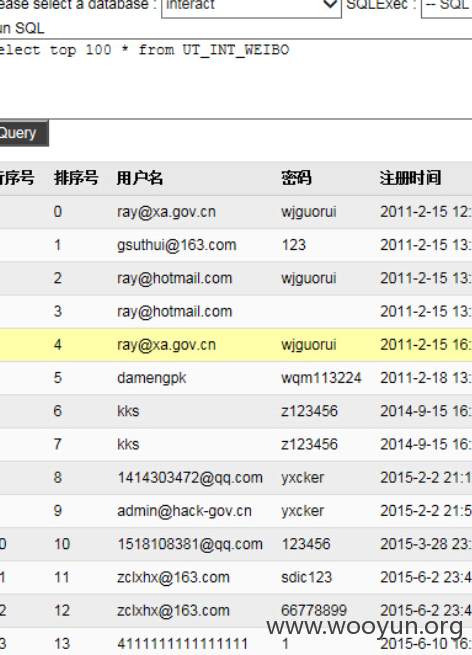 ease select a database : Interact SQLExec : -- SQL
un SQL
elect top 100 * from UT_INT_WEIBO
Query
行序号 排序号 用户名 密码 注册时间
0 ray@xa.gov.cn wjguorui 2011-2-15 12:
1 gsuthui@163.com 123 2011-2-15 13:
2 ray@hotmail.com wjguorui 2011-2-15 13:
3 ray@hotmail.com 2011-2-15 13:
4 ray@xa.gov.cn wjguorui 2011-2-15 16:
5 damengpk wqm113224 2011-2-18 13:
6 kks z123456 2014-9-15 16:
7 kks z123456 2014-9-15 16:
8 1414303472@qq.com yxcker 2015-2-2 21:1
9 admin@hack-gov.cn yxcker 2015-2-2 21:5
0 10 1518108381@qq.com 123456 2015-3-28 23:
1 11 zclxhx@163.com sdic123 2015-6-2 23:4
2 12 zclxhx@163.com 66778899 2015-6-2 23:4
3 13 4111111111111111 1 2015-6-10 16:
www.wooyun.org